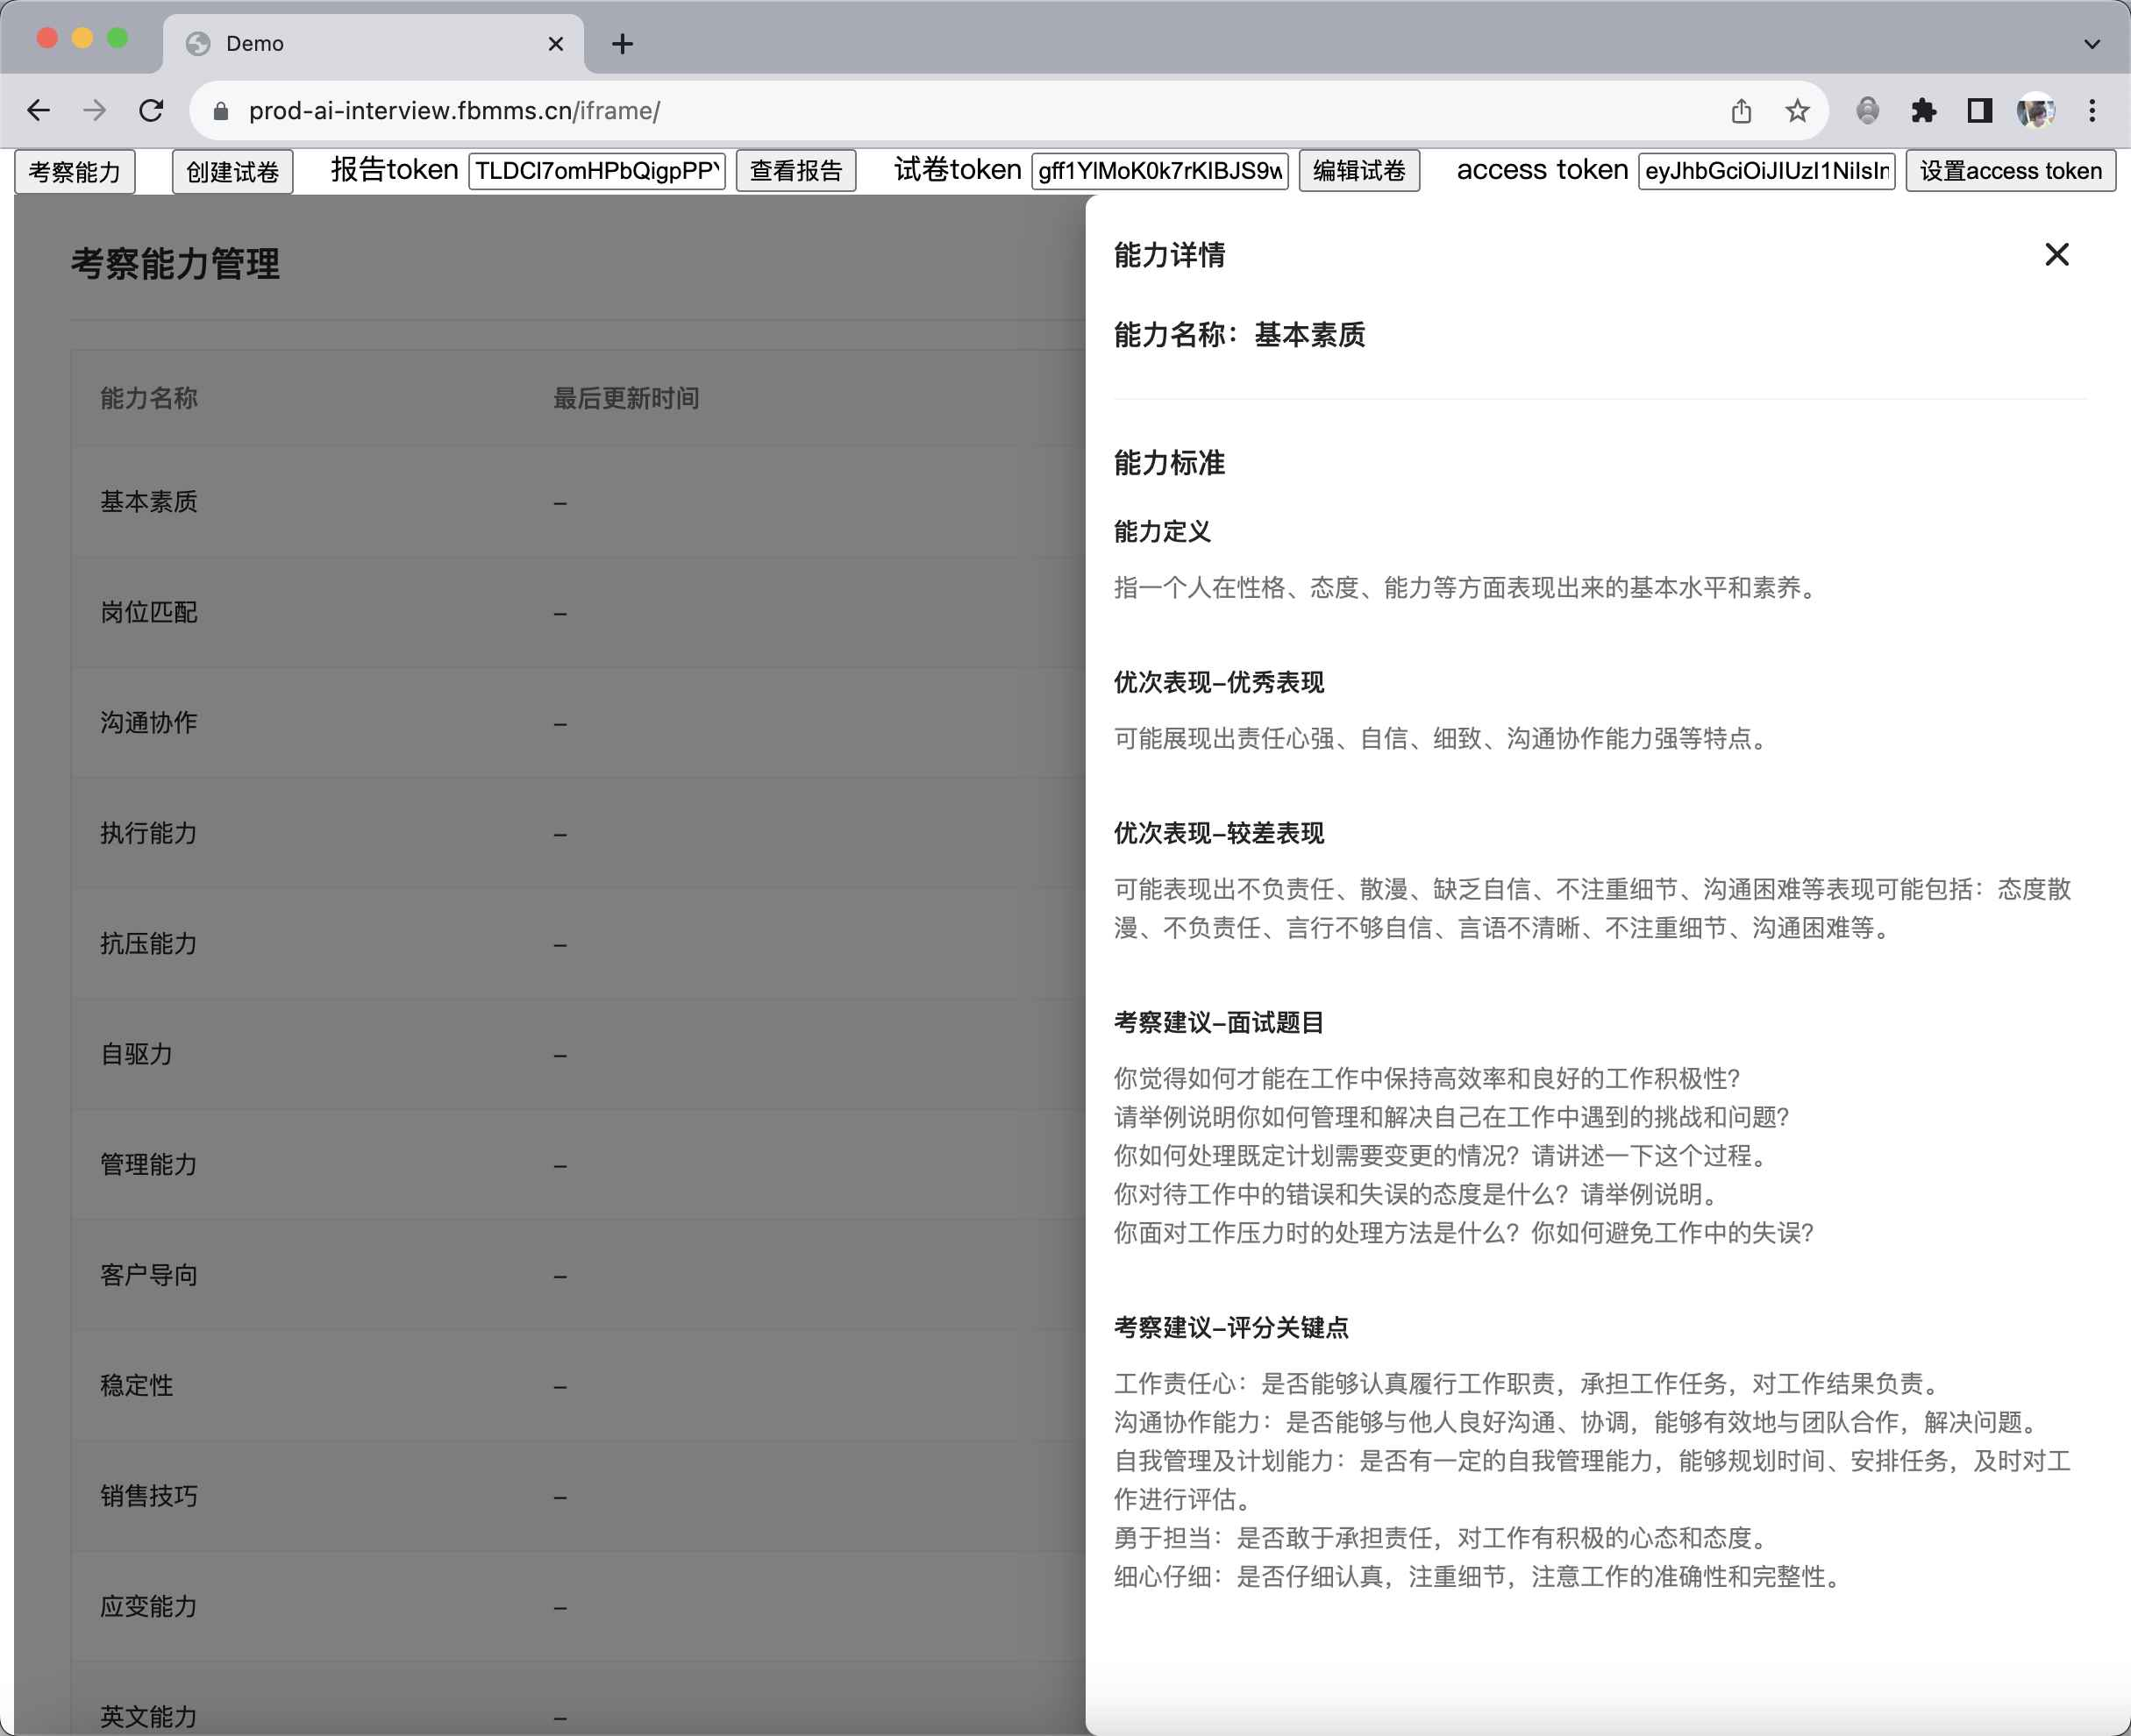 Demo
prod-ai-interview.fbmms.cn/iframe/
考察能力 创建试卷 报告token TLDCl7omHPbQigpPPY 查看报告 试卷token gff1YlMoK0k7rKlBJS9w 编辑试卷 access token eyJhbGciOiJIUzI1NiIsIn 设置access token
考察能力管理
能力名称 最后更新时间
基本素质 –
岗位匹配 –
沟通协作 –
执行能力 –
抗压能力 –
自驱力 –
管理能力 –
客户导向 –
稳定性 –
销售技巧 –
应变能力 –
英文能力 –
能力详情
能力名称：基本素质
能力标准
能力定义
指一个人在性格、态度、能力等方面表现出来的基本水平和素养。
优次表现–优秀表现
可能展现出责任心强、自信、细致、沟通协作能力强等特点。
优次表现–较差表现
可能表现出不负责任、散漫、缺乏自信、不注重细节、沟通困难等表现可能包括：态度散
漫、不负责任、言行不够自信、言语不清晰、不注重细节、沟通困难等。
考察建议–面试题目
你觉得如何才能在工作中保持高效率和良好的工作积极性？
请举例说明你如何管理和解决自己在工作中遇到的挑战和问题？
你如何处理既定计划需要变更的情况？请讲述一下这个过程。
你对待工作中的错误和失误的态度是什么？请举例说明。
你面对工作压力时的处理方法是什么？你如何避免工作中的失误？
考察建议–评分关键点
工作责任心：是否能够认真履行工作职责，承担工作任务，对工作结果负责。
沟通协作能力：是否能够与他人良好沟通、协调，能够有效地与团队合作，解决问题。
自我管理及计划能力：是否有一定的自我管理能力，能够规划时间、安排任务，及时对工
作进行评估。
勇于担当：是否敢于承担责任，对工作有积极的心态和态度。
细心仔细：是否仔细认真，注重细节，注意工作的准确性和完整性。